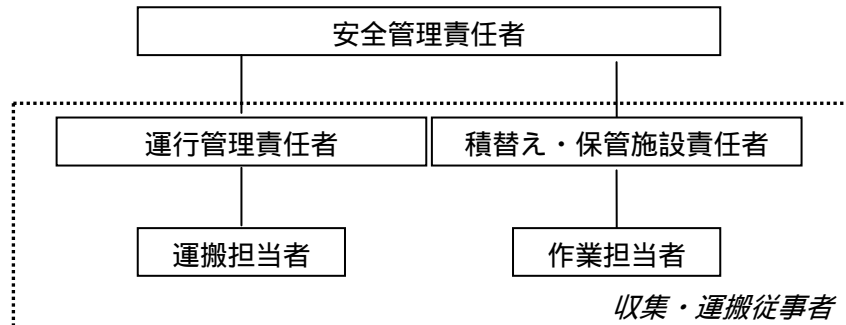 安全管理責任者
運行管理責任者
積替え・保管施設責任者
運搬担当者
作業担当者
収集・運搬従事者